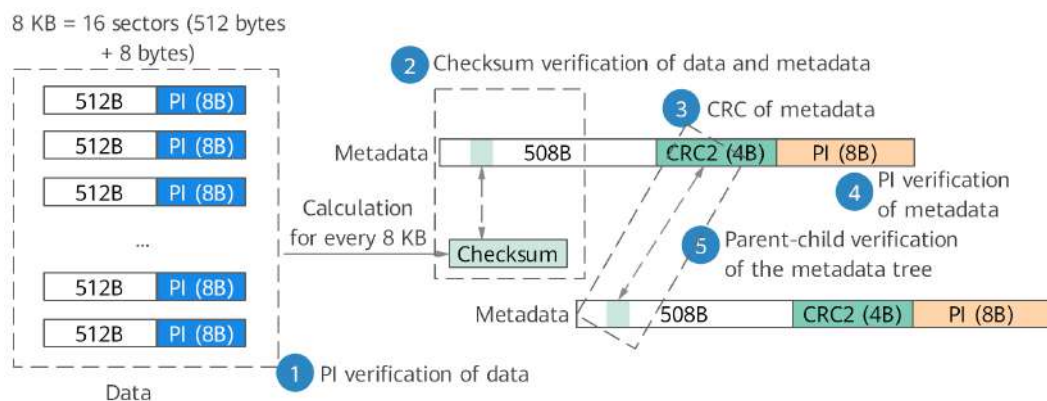 8 KB = 16 sectors (512 bytes
+ 8 bytes)
512B PI (8B)
512B PI (8B)
512B PI (8B)
...
512B PI (8B)
512B PI (8B)
Data
1 PI verification of data
Calculation
for every 8 KB
2 Checksum verification of data and metadata
3 CRC of metadata
Metadata 508B CRC2 (4B) PI (8B)
Checksum
4 PI verification
of metadata
5 Parent-child verification
of the metadata tree
Metadata 508B CRC2 (4B) PI (8B)